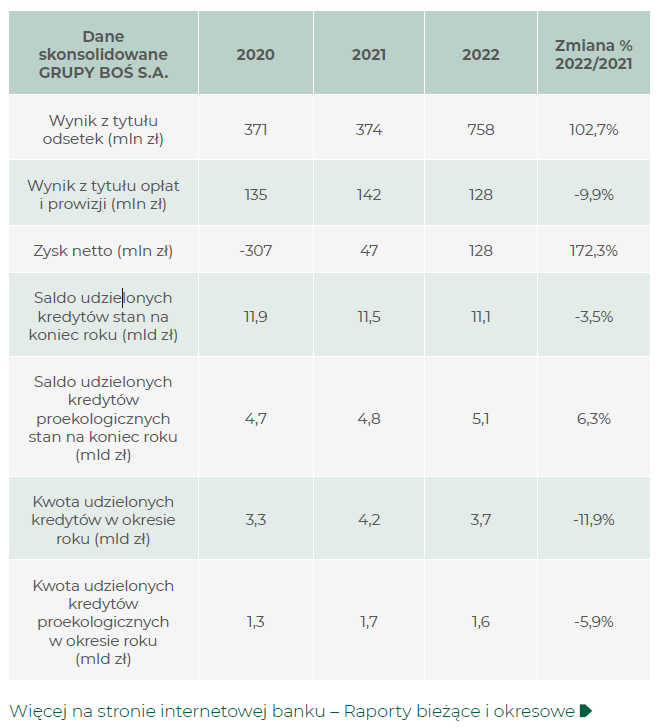 Dane
skonsolidowane
GRUPY BOŚ S.A.
2020
2021
2022
Zmiana %
2022/2021
Wynik z tytułu
odsetek (mln zł)
371
374
758
102,7%
Wynik z tytułu opłat
i prowizji (mln zł)
135
142
128
-9,9%
Zysk netto (mln zł)
-307
47
128
172,3%
Saldo udzielonych
kredytów stan na
koniec roku (mld zł)
11,9
11,5
11,1
-3,5%
Saldo udzielonych
kredytów
proekologicznych
stan na koniec roku
(mld zł)
4,7
4,8
5,1
6,3%
Kwota udzielonych
kredytów w okresie
roku (mld zł)
3,3
4,2
3,7
-11,9%
Kwota udzielonych
kredytów
proekologicznych
w okresie roku
(mld zł)
1,3
1,7
1,6
-5,9%
Więcej na stronie internetowej banku – Raporty bieżące i okresowe